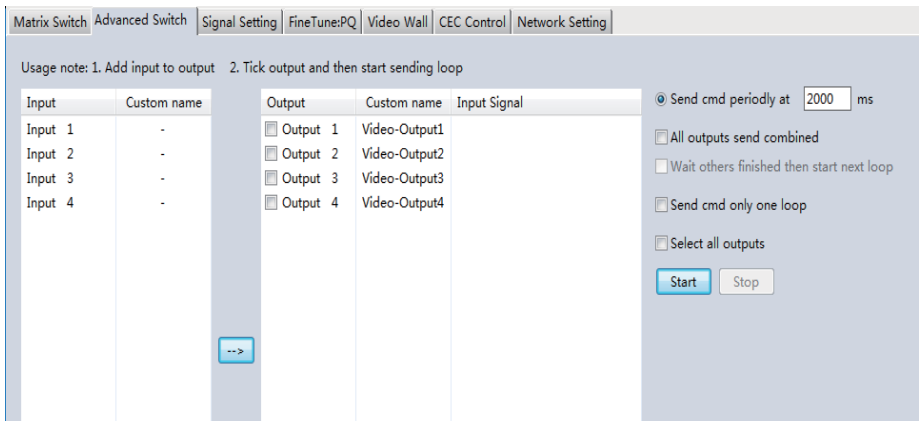 Matrix Switch Advanced Switch Signal Setting FineTune:PQ Video Wall CEC Control Network Setting
Usage note: 1. Add input to output 2. Tick output and then start sending loop
Input Custom name Output Custom name Input Signal
Input 1 - Output 1 Video-Output1
Input 2 - Output 2 Video-Output2
Input 3 - Output 3 Video-Output3
Input 4 - Output 4 Video-Output4
-->
Send cmd periodly at 2000 ms
All outputs send combined
Wait others finished then start next loop
Send cmd only one loop
Select all outputs
Start Stop